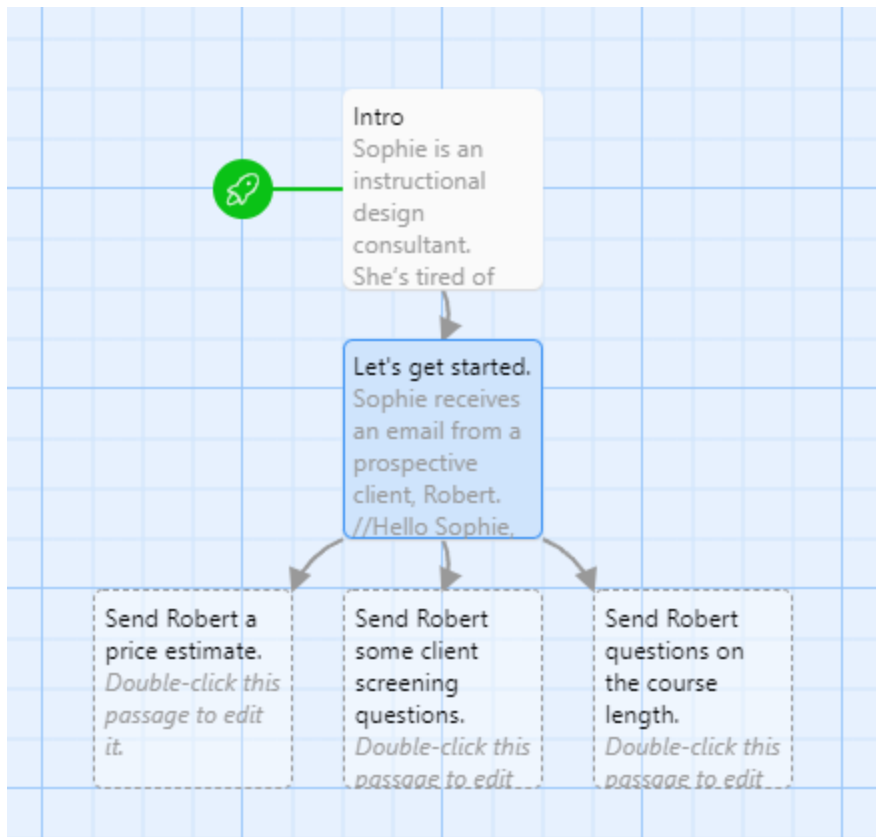 Intro
Sophie is an
instructional
design
consultant.
She's tired of
Let's get started.
Sophie receives
an email from a
prospective
client, Robert.
//Hello Sophie,
Send Robert a
price estimate.
Double-click this
passage to edit
it.
Send Robert
some client
screening
questions.
Double-click this
passage to edit
Send Robert
questions on
the course
length.
Double-click this
passage to edit